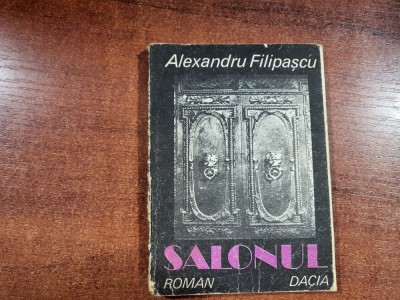 Alexandru Filipașcu
SALONUL
ROMAN DACIA